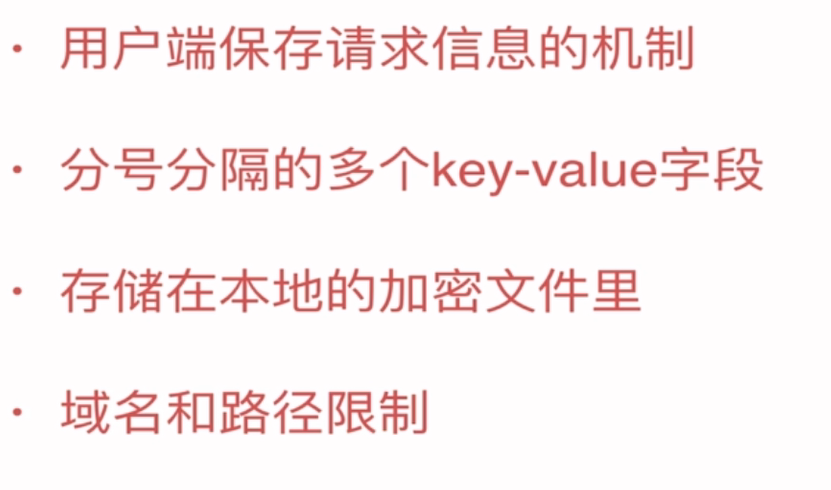 · 用户端保存请求信息的机制
· 分号分隔的多个key-value字段
· 存储在本地的加密文件里
· 域名和路径限制